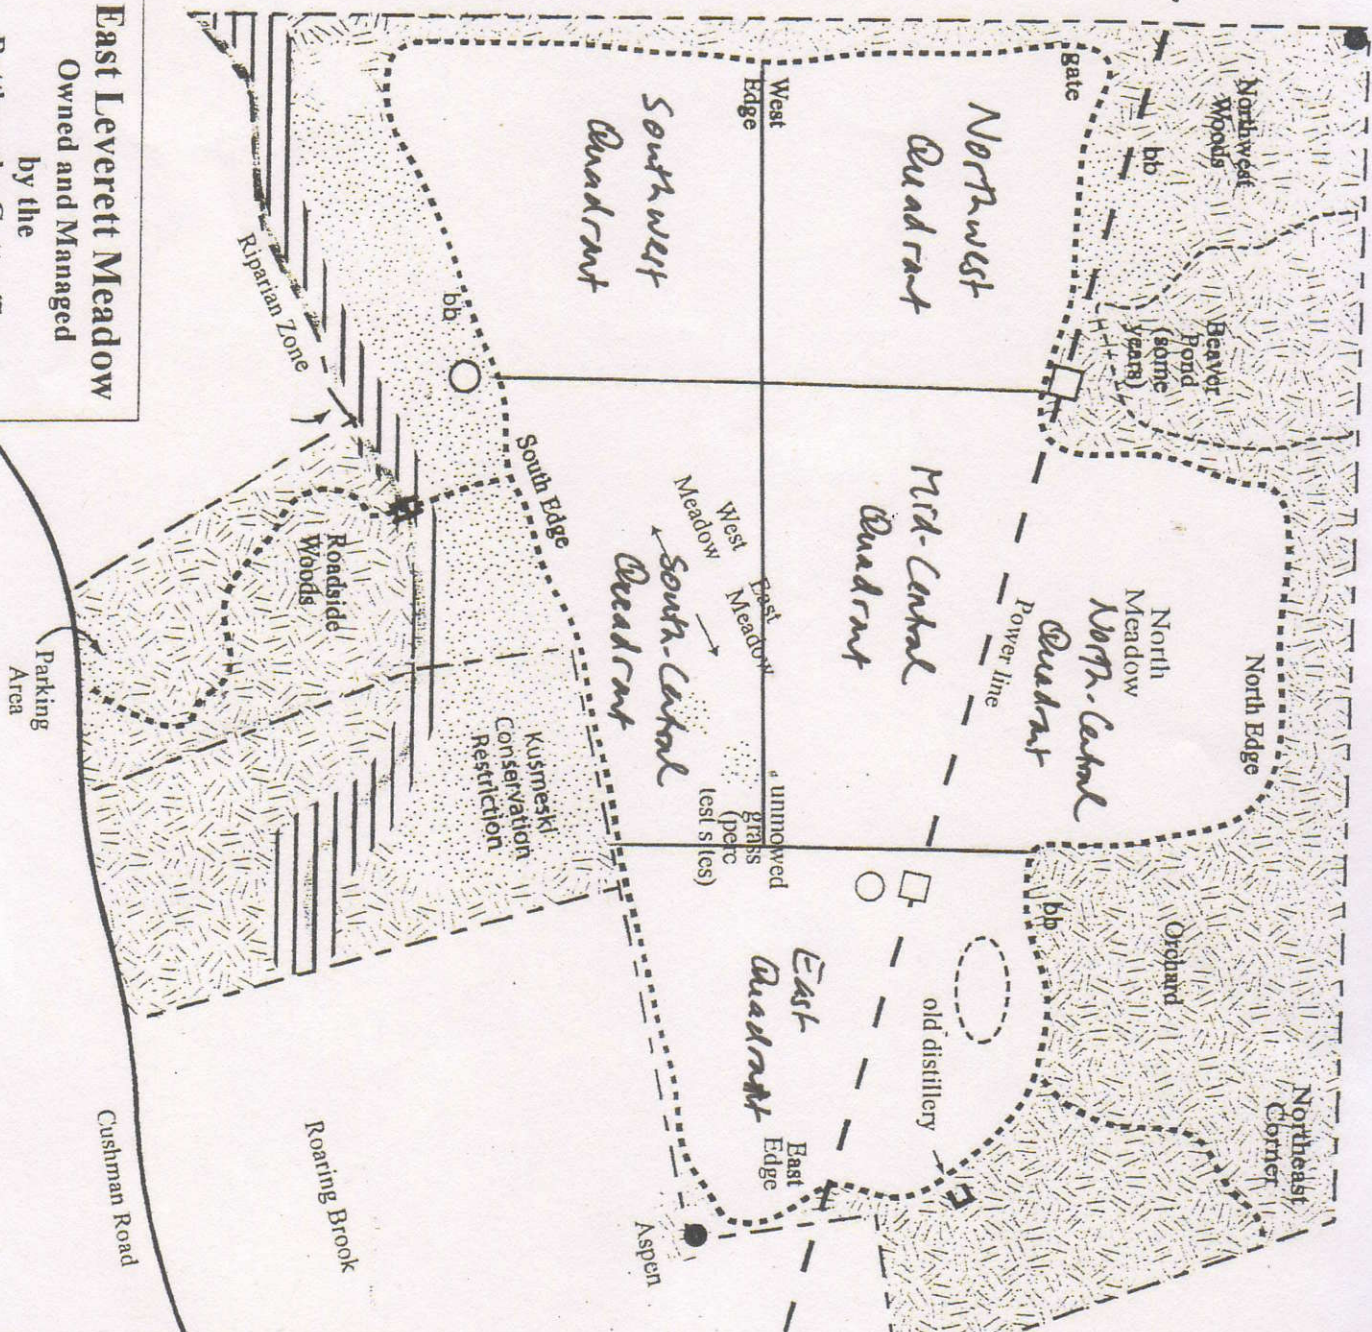 Northwest
Woods
bb
gate
Beaver
Pond
(some
years)
Northwest
Quadrant
West
Edge
Southwest
Quadrant
bb
Riparian Zone
North Edge
North
Meadow
North-Central
Quadrant
Power line
Mid-Central
Quadrant
West
Meadow
East
Meadow
South-Central
Quadrant
South Edge
unmowed
grass
(perc
test sites)
Northeast
Corner
Orchard
bb
old distillery
East
Quadrant
East
Edge
Aspen
Kusmeski
Conservation
Restriction
Roadside
Woods
Parking
Area
Roaring Brook
Cushman Road
East Leverett Meadow
Owned and Managed
by the